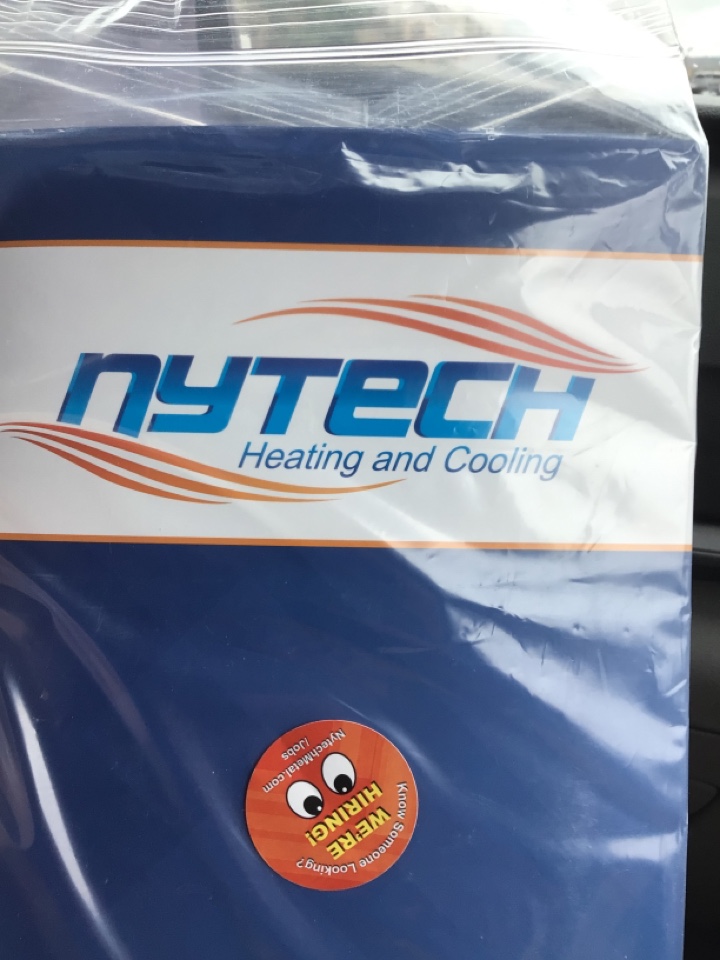 nyTech
Heating and Cooling
Know Someone Looking?
WE'RE
HIRING!
NytechMetal.com
/Jobs